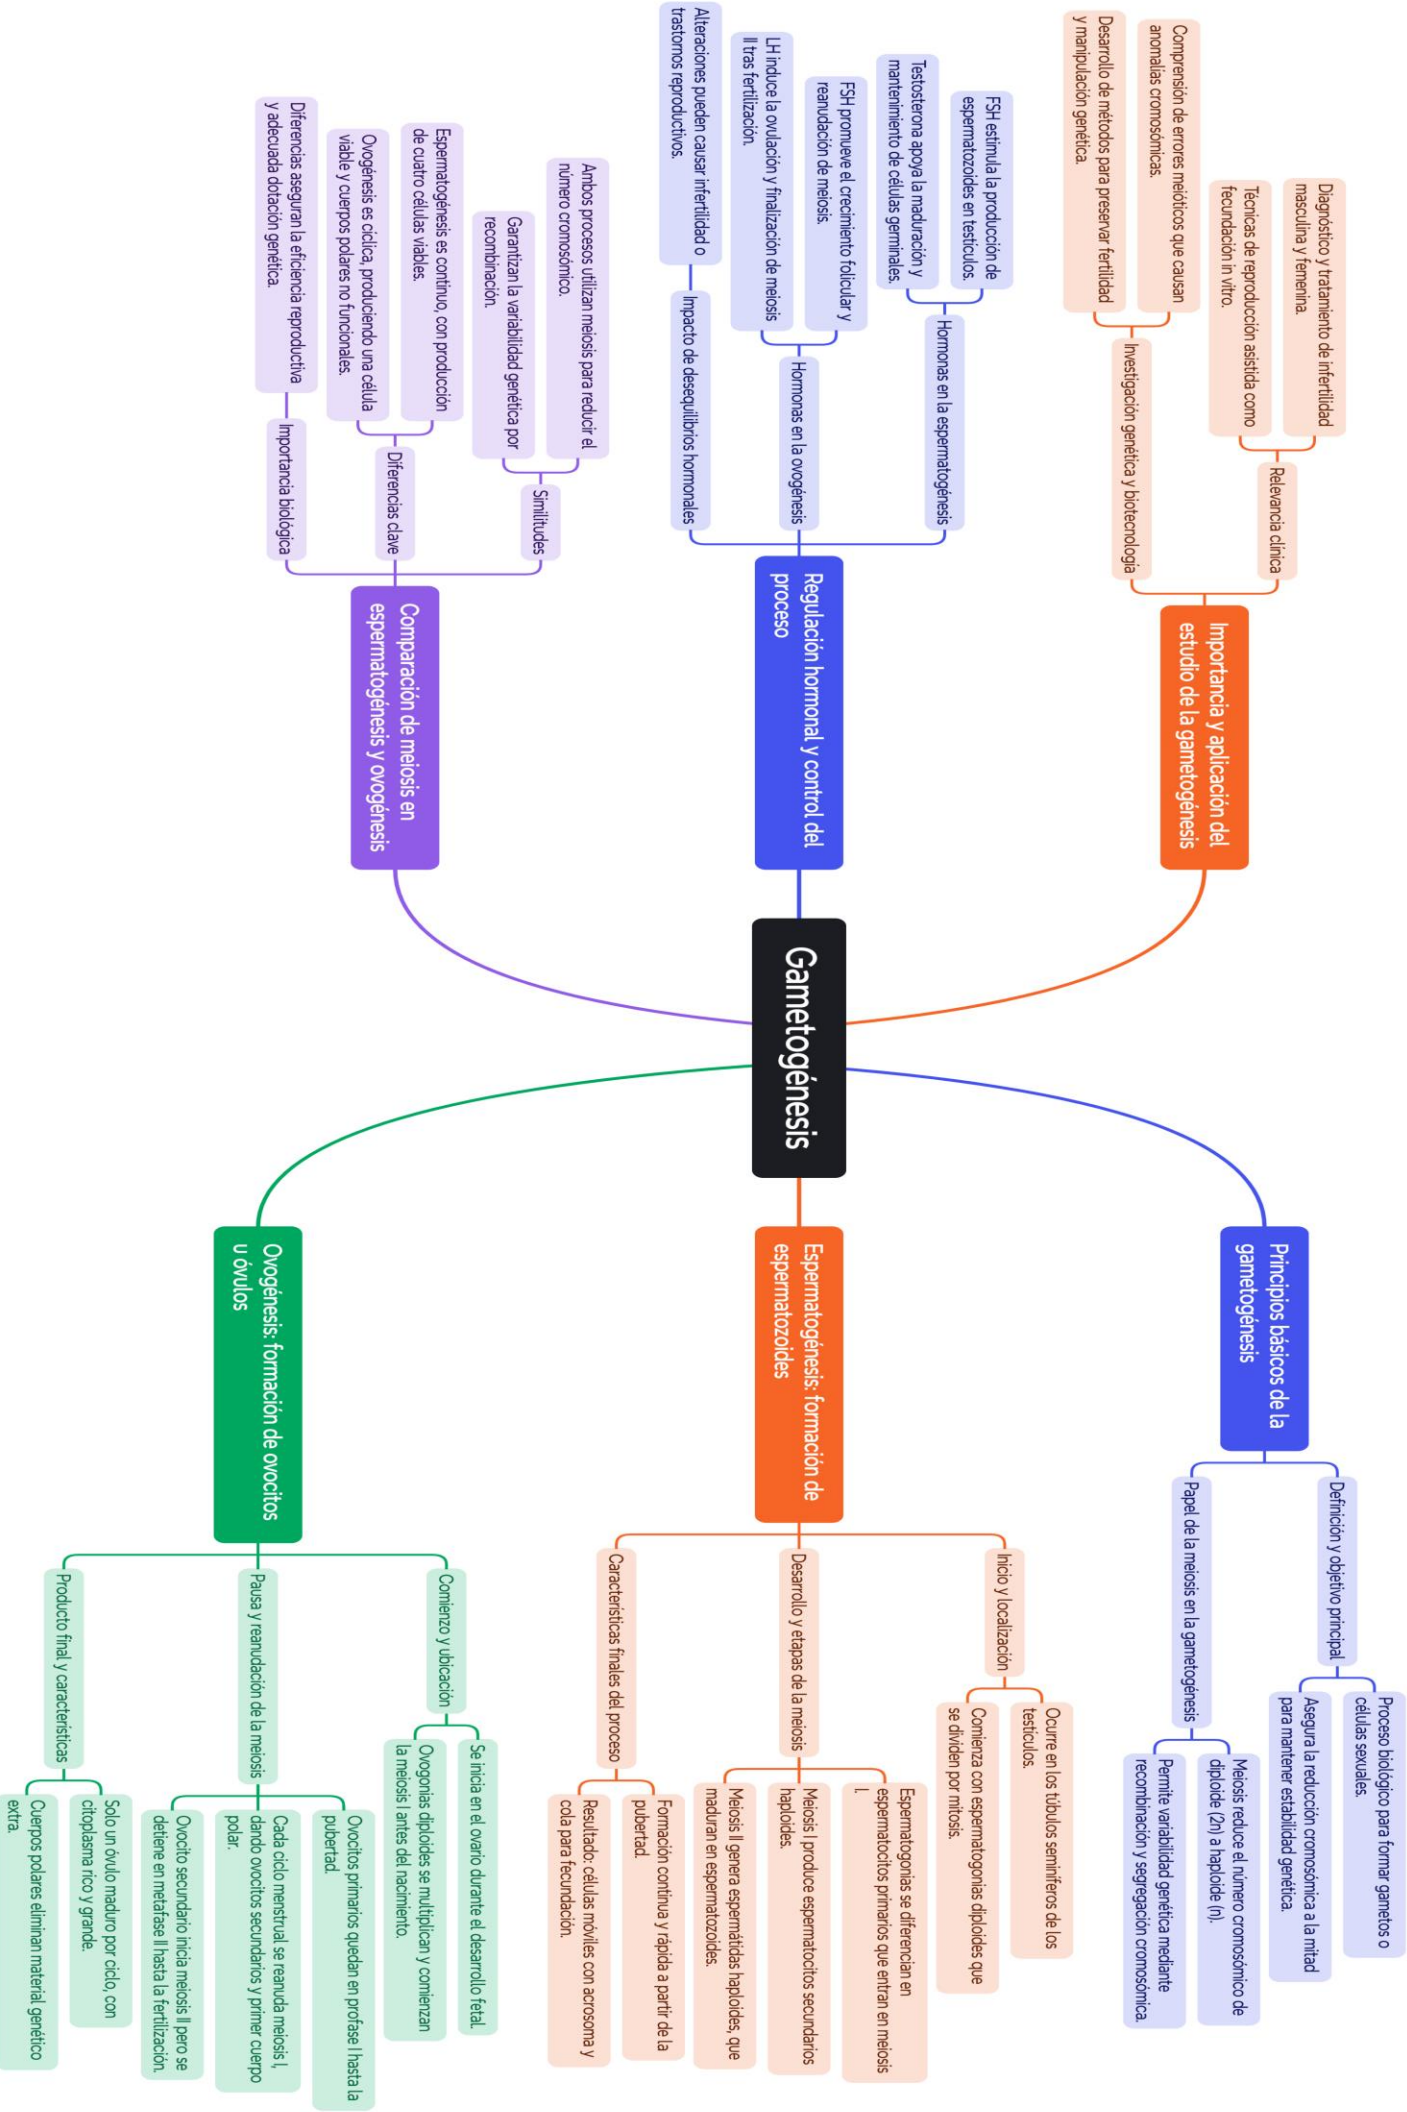 Gametogénesis
Principios básicos de la
gametogénesis
Definición y objetivo principal
Proceso biológico para formar gametos o
células sexuales.
Asegura la reducción cromosómica a la mitad
para mantener estabilidad genética.
Papel de la meiosis en la gametogénesis
Meiosis reduce el número cromosómico de
diploide (2n) a haploide (n).
Permite variabilidad genética mediante
recombinación y segregación cromosómica.
Espermatogénesis: formación de
espermatozoides
Inicio y localización
Ocurre en los túbulos seminíferos de los
testículos.
Comienza con espermatogonias diploides que
se dividen por mitosis.
Desarrollo y etapas de la meiosis
Espermatogonias se diferencian en
espermatocitos primarios que entran en meiosis
I.
Meiosis I produce espermatocitos secundarios
haploides.
Meiosis II genera espermátidas haploides, que
maduran en espermatozoides.
Características finales del proceso
Formación continua y rápida a partir de la
pubertad.
Resultado: células móviles con acrosoma y
cola para fecundación.
Ovogénesis: formación de ovocitos
u óvulos
Comienzo y ubicación
Se inicia en el ovario durante el desarrollo fetal.
Ovogonias diploides se multiplican y comienzan
la meiosis I antes del nacimiento.
Pausa y reanudación de la meiosis
Ovocitos primarios quedan en profase I hasta la
pubertad.
Cada ciclo menstrual se reanuda meiosis I,
dando ovocitos secundarios y primer cuerpo
polar.
Ovocito secundario inicia meiosis II pero se
detiene en metafase II hasta la fertilización.
Producto final y características
Solo un óvulo maduro por ciclo, con
citoplasma rico y grande.
Cuerpos polares eliminan material genético
extra.
Importancia y aplicación del
estudio de la gametogénesis
Relevancia clínica
Diagnóstico y tratamiento de infertilidad
masculina y femenina.
Técnicas de reproducción asistida como
fecundación in vitro.
Investigación genética y biotecnología
Comprensión de errores meióticos que causan
anomalías cromosómicas.
Desarrollo de métodos para preservar fertilidad
y manipulación genética.
Regulación hormonal y control del
proceso
Hormonas en la espermatogénesis
FSH estimula la producción de
espermatozoides en testículos.
Testosterona apoya la maduración y
mantenimiento de células germinales.
Hormonas en la ovogénesis
FSH promueve el crecimiento folicular y
reanudación de meiosis.
LH induce la ovulación y finalización de meiosis
II tras fertilización.
Impacto de desequilibrios hormonales
Alteraciones pueden causar infertilidad o
trastornos reproductivos.
Comparación de meiosis en
espermatogénesis y ovogénesis
Similitudes
Ambos procesos utilizan meiosis para reducir el
número cromosómico.
Garantizan la variabilidad genética por
recombinación.
Diferencias clave
Espermatogénesis es continuo, con producción
de cuatro células viables.
Ovogénesis es cíclica, produciendo una célula
viable y cuerpos polares no funcionales.
Importancia biológica
Diferencias aseguran la eficiencia reproductiva
y adecuada dotación genética.